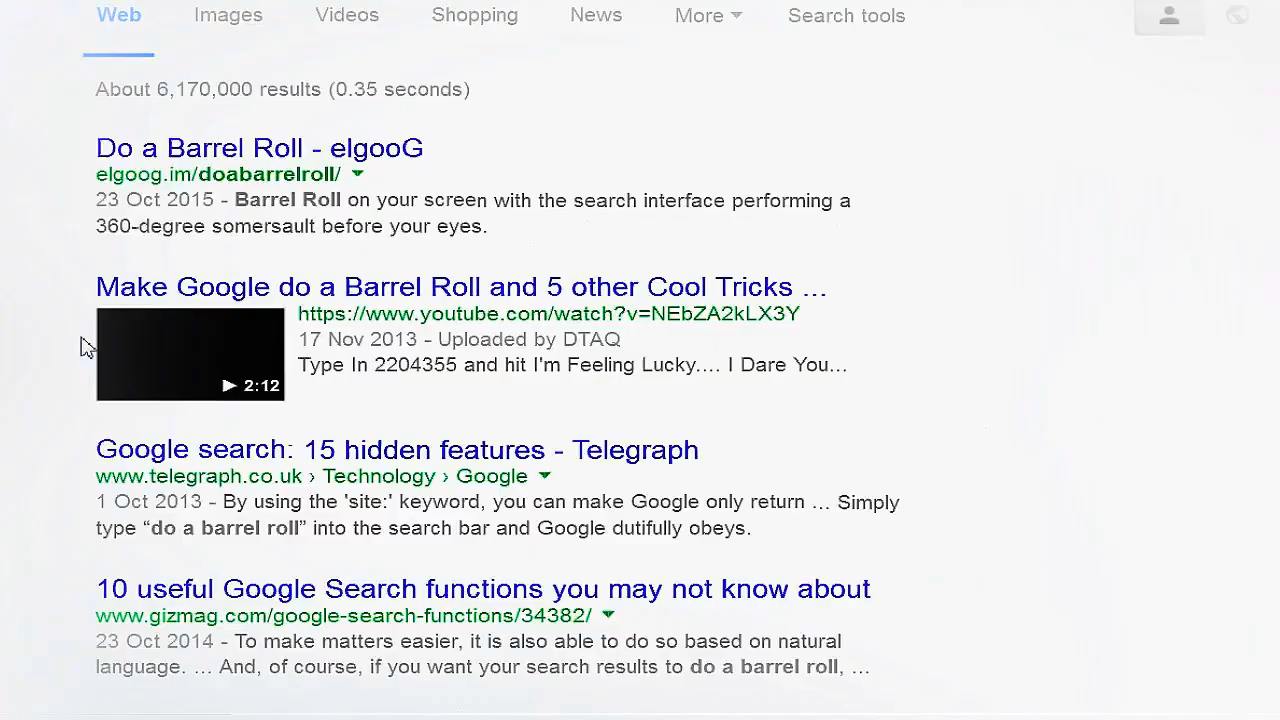 Web Images Videos Shopping News More Search tools
About 6,170,000 results (0.35 seconds)
Do a Barrel Roll - elgooG
elgoog.im/doabarrelroll/
23 Oct 2015 - Barrel Roll on your screen with the search interface performing a
360-degree somersault before your eyes.
Make Google do a Barrel Roll and 5 other Cool Tricks ...
https://www.youtube.com/watch?v=NEbZA2kLX3Y
17 Nov 2013 - Uploaded by DTAQ
Type In 2204355 and hit I'm Feeling Lucky.... I Dare You...
2:12
Google search: 15 hidden features - Telegraph
www.telegraph.co.uk › Technology › Google
1 Oct 2013 - By using the 'site:' keyword, you can make Google only return ... Simply
type “do a barrel roll” into the search bar and Google dutifully obeys.
10 useful Google Search functions you may not know about
www.gizmag.com/google-search-functions/34382/
23 Oct 2014 - To make matters easier, it is also able to do so based on natural
language. ... And, of course, if you want your search results to do a barrel roll, ...